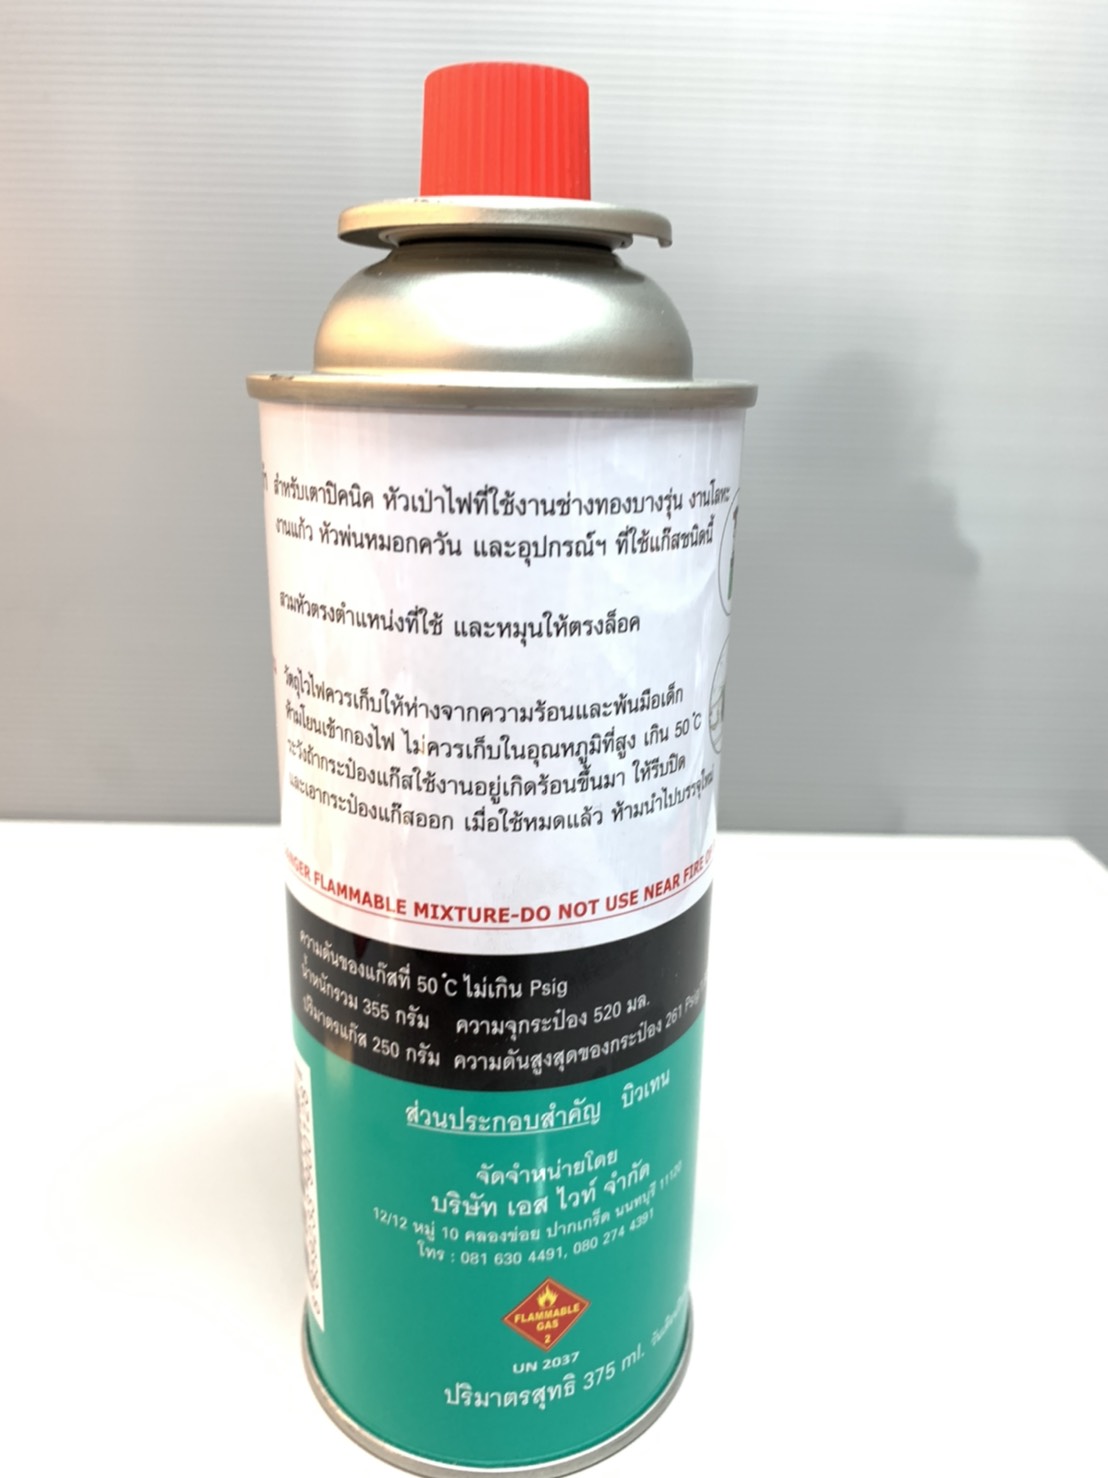 สำหรับเตาปิคนิค หัวเป่าไฟที่ใช้งานช่างทองบางรุ่น งานโลหะ
งานแก้ว หัวพ่นหมอกควัน และอุปกรณ์ฯ ที่ใช้แก๊สชนิดนี้
สวมหัวตรงตำแหน่งที่ใช้ และหมุนให้ตรงล็อค
วัตถุไวไฟควรเก็บให้ห่างจากความร้อนและพ้นมือเด็ก
ห้ามโยนเข้ากองไฟ ไม่ควรเก็บในอุณหภูมิที่สูง เกิน 50 °C
ระวังถ้ากระป๋องแก๊สใช้งานอยู่เกิดร้อนขึ้นมา ให้รีบปิด
และเอากระป๋องแก๊สออก เมื่อใช้หมดแล้ว ห้ามนำไปบรรจุใหม่
FLAMMABLE MIXTURE-DO NOT USE NEAR FIRE
ความดันของแก๊สที่ 50 °C ไม่เกิน Psig
น้ำหนักรวม 355 กรัม ความจุกระป๋อง 520 มล.
ปริมาตรแก๊ส 250 กรัม ความดันสูงสุดของกระป๋อง 261 Psig
ส่วนประกอบสำคัญ บิวเทน
จัดจำหน่ายโดย
บริษัท เอส ไวท์ จำกัด
12/12 หมู่ 10 คลองข่อย ปากเกร็ด นนทบุรี 11120
โทร : 081 630 4491, 080 274 4391
FLAMMABLE
GAS
2
UN 2037
ปริมาตรสุทธิ 375 ml.